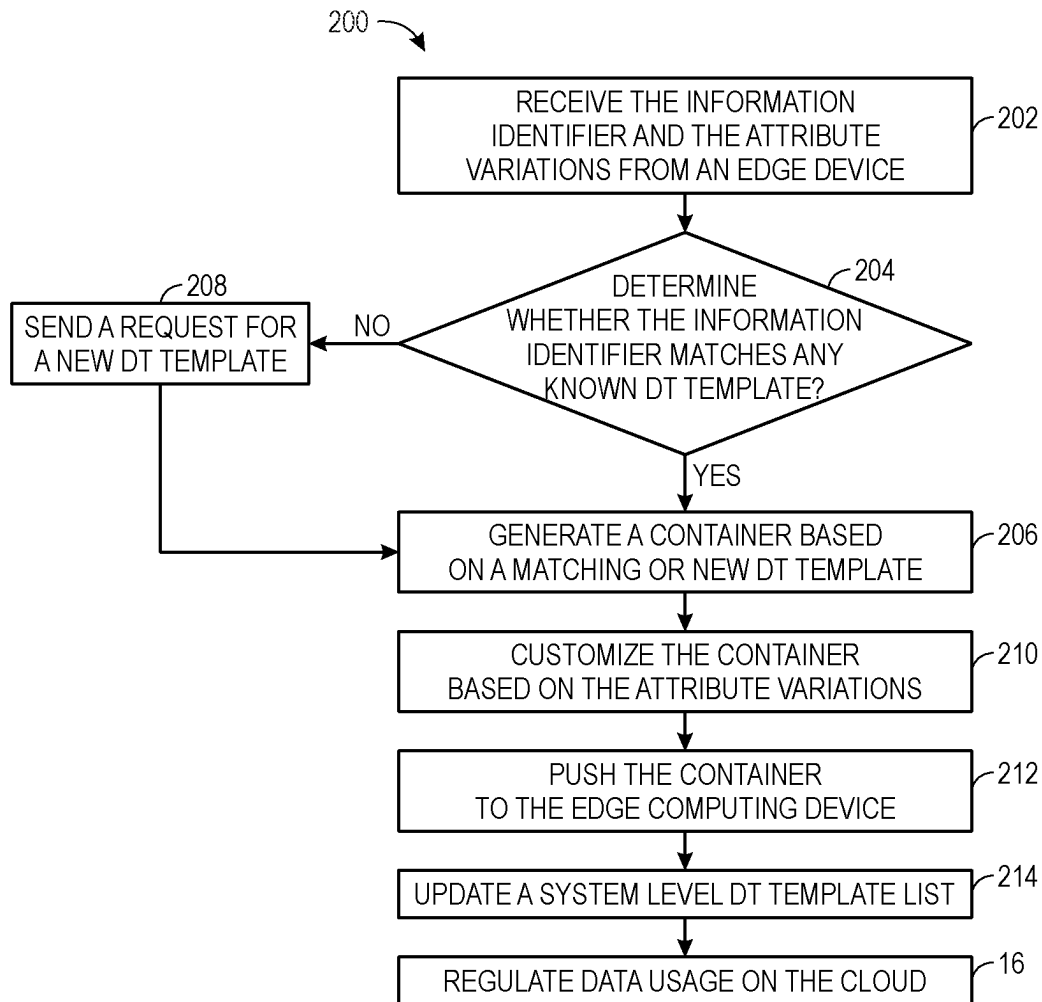 200
RECEIVE THE INFORMATION
IDENTIFIER AND THE ATTRIBUTE
VARIATIONS FROM AN EDGE DEVICE
202
204
DETERMINE
WHETHER THE INFORMATION
IDENTIFIER MATCHES ANY
KNOWN DT TEMPLATE?
NO
208
SEND A REQUEST FOR
A NEW DT TEMPLATE
YES
GENERATE A CONTAINER BASED
ON A MATCHING OR NEW DT TEMPLATE
206
CUSTOMIZE THE CONTAINER
BASED ON THE ATTRIBUTE VARIATIONS
210
PUSH THE CONTAINER
TO THE EDGE COMPUTING DEVICE
212
UPDATE A SYSTEM LEVEL DT TEMPLATE LIST
214
REGULATE DATA USAGE ON THE CLOUD
16